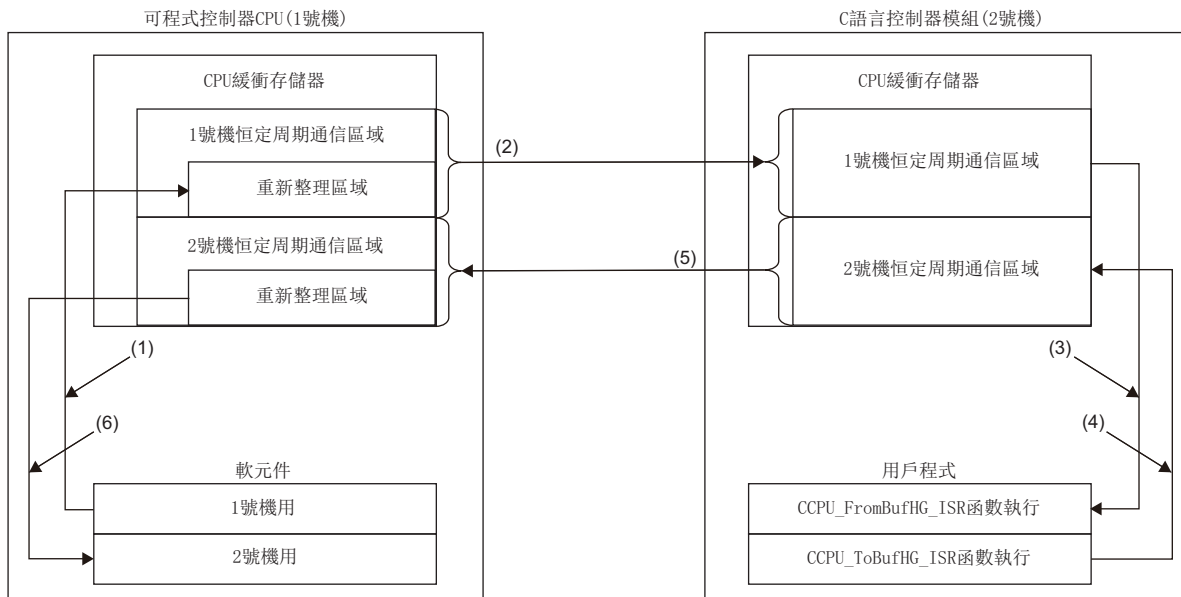 可程式控制器CPU(1號機)
C語言控制器模組(2號機)
CPU緩衝存儲器
1號機恒定周期通信區域
重新整理區域
2號機恒定周期通信區域
重新整理區域
(2)
(5)
CPU緩衝存儲器
1號機恒定周期通信區域
2號機恒定周期通信區域
(1)
(6)
(3)
(4)
軟元件
1號機用
2號機用
用戶程式
CCPU_FromBufHG_ISR函數執行
CCPU_ToBufHG_ISR函數執行